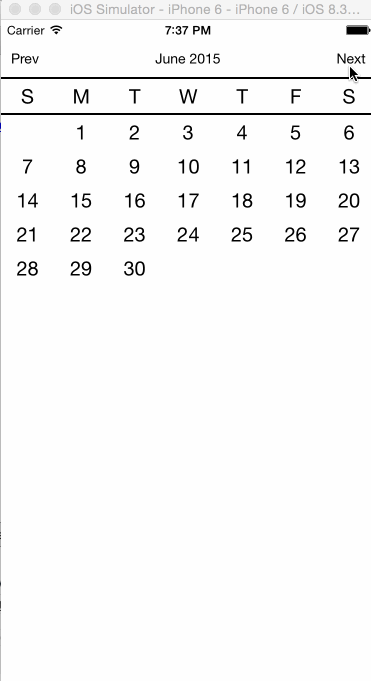 iOS Simulator - iPhone 6 - iPhone 6 / iOS 8.3...
Carrier 7:37 PM
Prev June 2015 Next
S M T W T F S
1 2 3 4 5 6
7 8 9 10 11 12 13
14 15 16 17 18 19 20
21 22 23 24 25 26 27
28 29 30